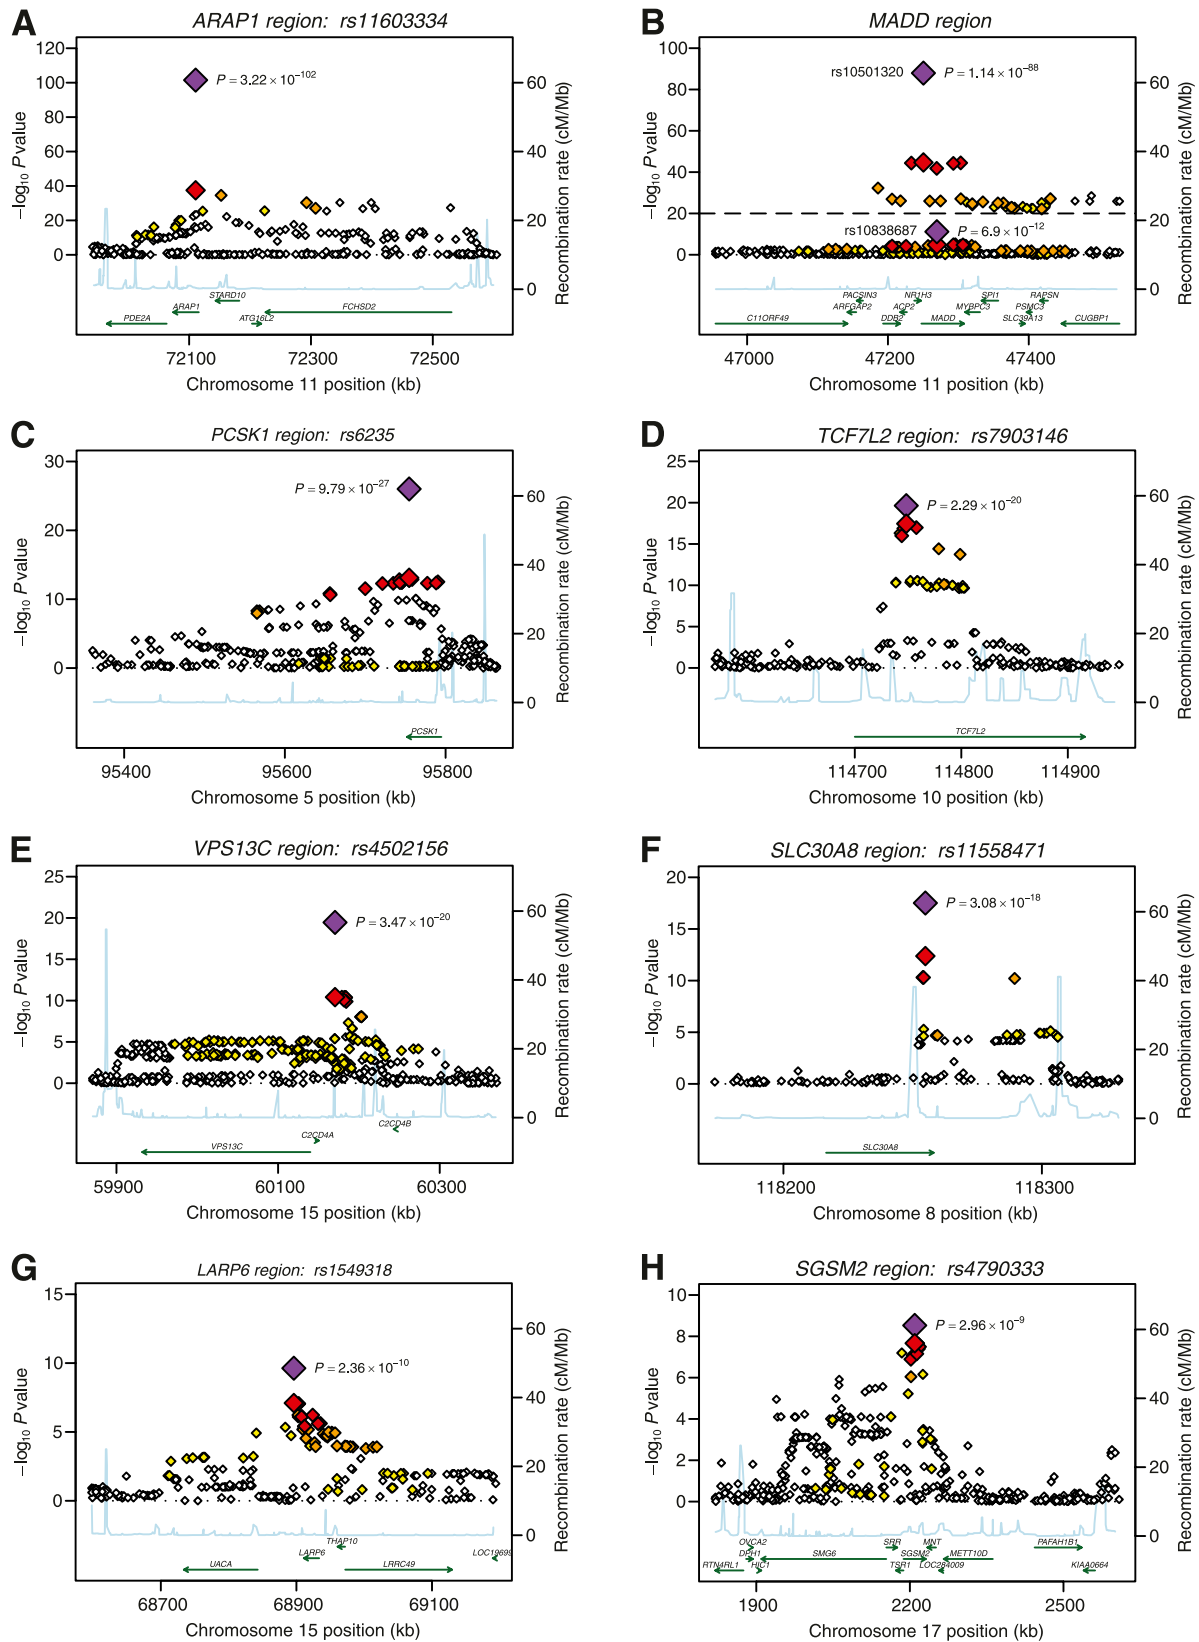 A
ARAP1 region: rs11603334
120
100
80
60
40
20
0
−log10 P value
60
40
20
0
Recombination rate (cM/Mb)
P = 3.22 × 10−102
STARD10
ARAP1
FCHSD2
PDE2A
ATG16L2
72100
72300
72500
Chromosome 11 position (kb)
B
MADD region
100
80
60
40
20
0
−log10 P value
60
40
20
0
Recombination rate (cM/Mb)
rs10501320
P = 1.14 × 10−88
rs10838687
P = 6.9 × 10−12
PACSIN3
NR1H3
SPI1
RAPSN
ARFGAP2
ACP2
MYBPC3
PSMC3
C11ORF49
DDB2
MADD
SLC39A13
CUGBP1
47000
47200
47400
Chromosome 11 position (kb)
C
PCSK1 region: rs6235
30
25
20
15
10
5
0
−log10 P value
60
40
20
0
Recombination rate (cM/Mb)
P = 9.79 × 10−27
PCSK1
95400
95600
95800
Chromosome 5 position (kb)
D
TCF7L2 region: rs7903146
25
20
15
10
5
0
−log10 P value
60
40
20
0
Recombination rate (cM/Mb)
P = 2.29 × 10−20
TCF7L2
114700
114800
114900
Chromosome 10 position (kb)
E
VPS13C region: rs4502156
25
20
15
10
5
0
−log10 P value
60
40
20
0
Recombination rate (cM/Mb)
P = 3.47 × 10−20
C2CD4B
C2CD4A
VPS13C
59900
60100
60300
Chromosome 15 position (kb)
F
SLC30A8 region: rs11558471
20
15
10
5
0
−log10 P value
60
40
20
0
Recombination rate (cM/Mb)
P = 3.08 × 10−18
SLC30A8
118200
118300
Chromosome 8 position (kb)
G
LARP6 region: rs1549318
15
10
5
0
−log10 P value
60
40
20
0
Recombination rate (cM/Mb)
P = 2.36 × 10−10
THAP10
LARP6
LOC19699
UACA
LRRC49
68700
68900
69100
Chromosome 15 position (kb)
H
SGSM2 region: rs4790333
10
8
6
4
2
0
−log10 P value
60
40
20
0
Recombination rate (cM/Mb)
P = 2.96 × 10−9
OVCA2
SRR
MNT
PAFAH1B1
DPH1
SMG6
SGSM2
METT10D
RTN4RL1
HIC1
TSR1
LOC284009
KIAA0664
1900
2200
2500
Chromosome 17 position (kb)